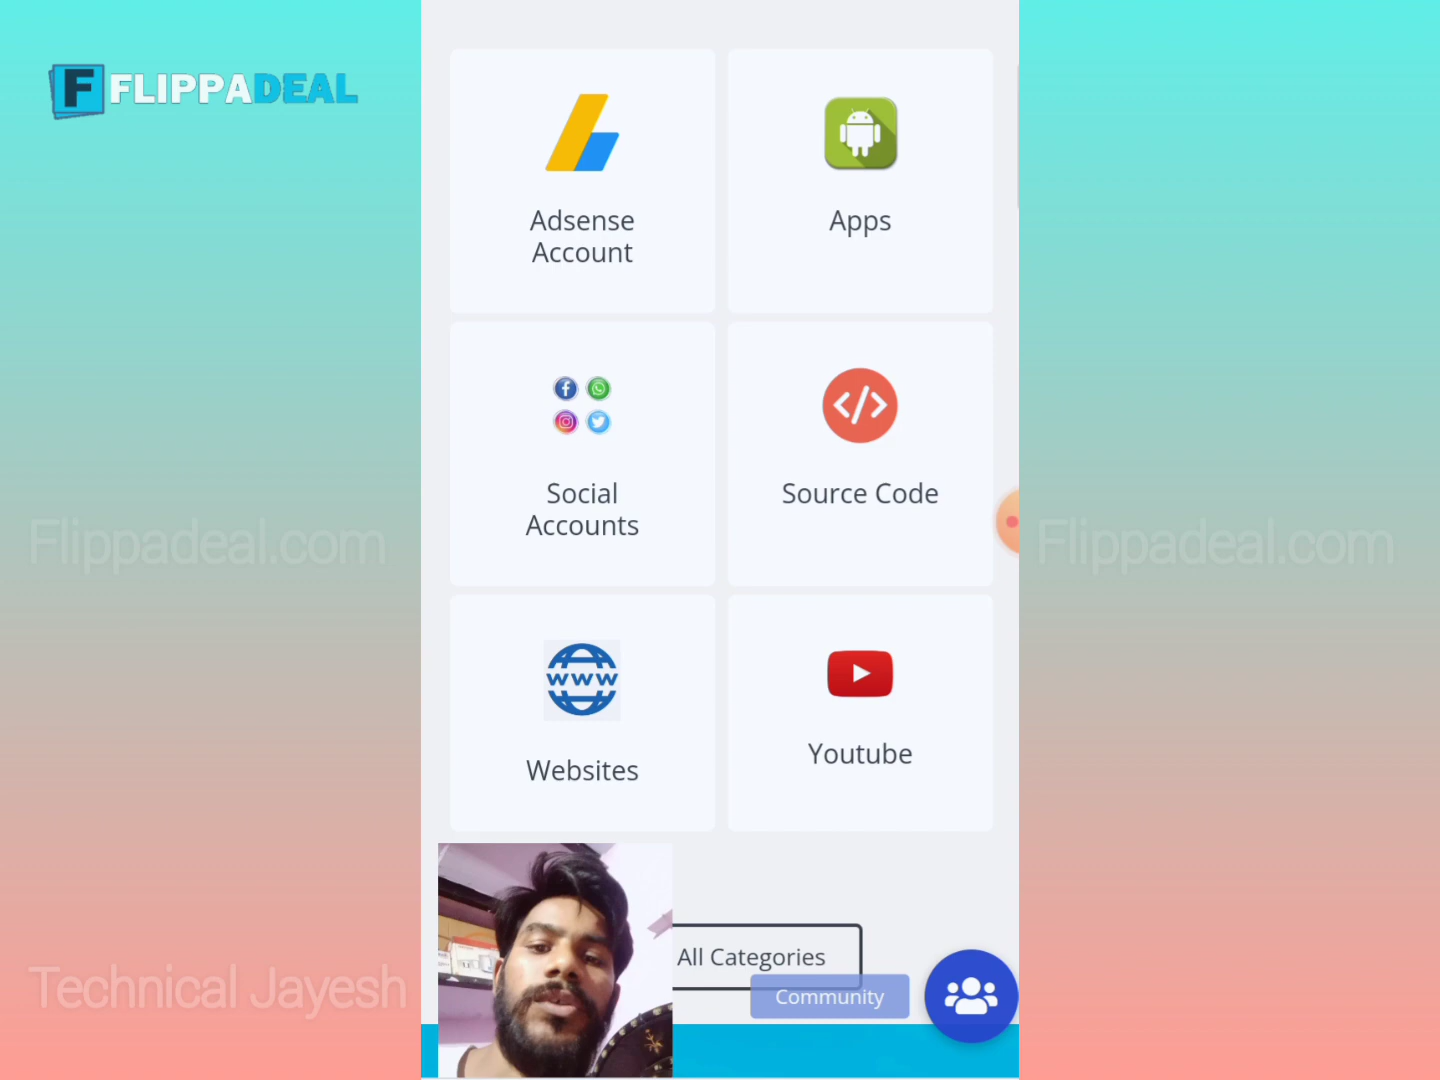 F FLIPPADEAL
Adsense
Account
Apps
Social
Accounts
Source Code
Flippadeal.com
Flippadeal.com
www
Websites
Youtube
All Categories
Community
Technical Jayesh